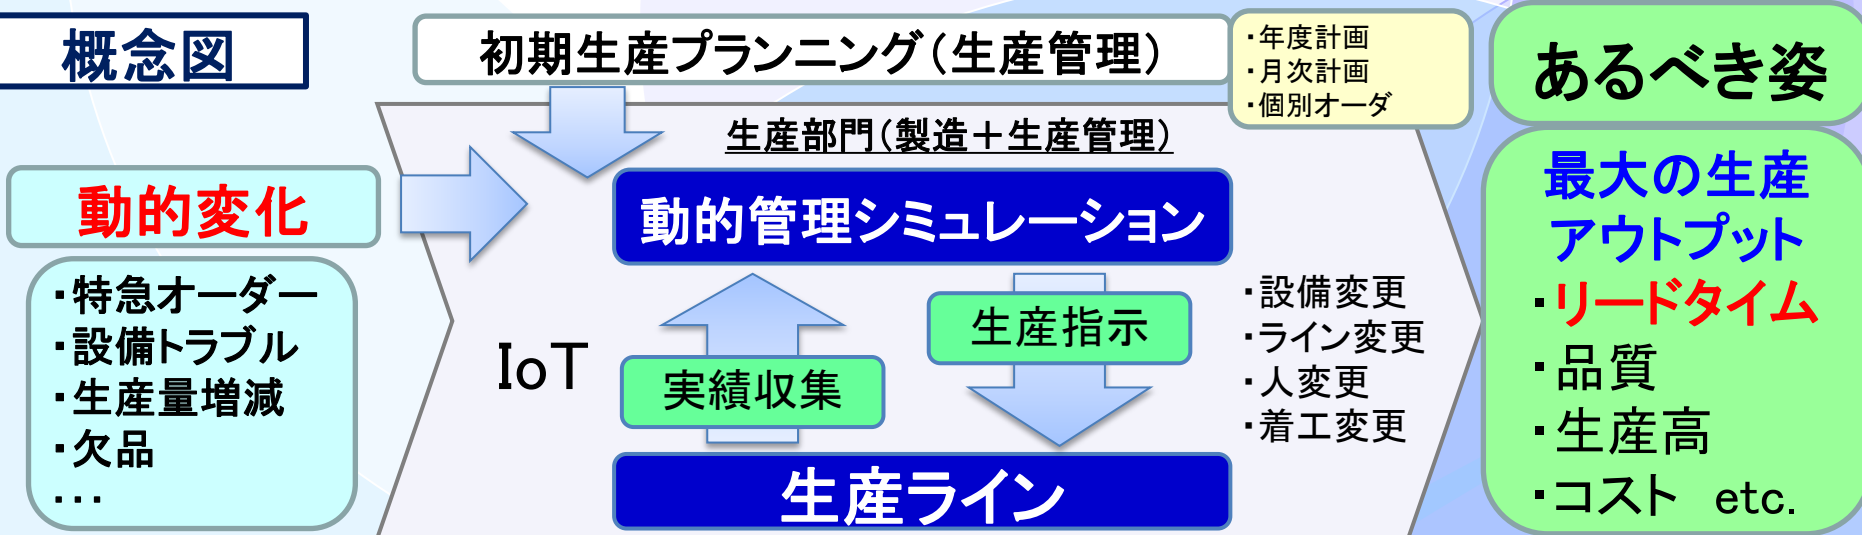 概念図
初期生産プランニング（生産管理）
・年度計画
・月次計画
・個別オーダ
あるべき姿
生産部門（製造＋生産管理）
動的変化
・特急オーダー
・設備トラブル
・生産量増減
・欠品
・・・
動的管理シミュレーション
IoT
実績収集
生産指示
・設備変更
・ライン変更
・人変更
・着工変更
生産ライン
最大の生産
アウトプット
・リードタイム
・品質
・生産高
・コスト　etc.